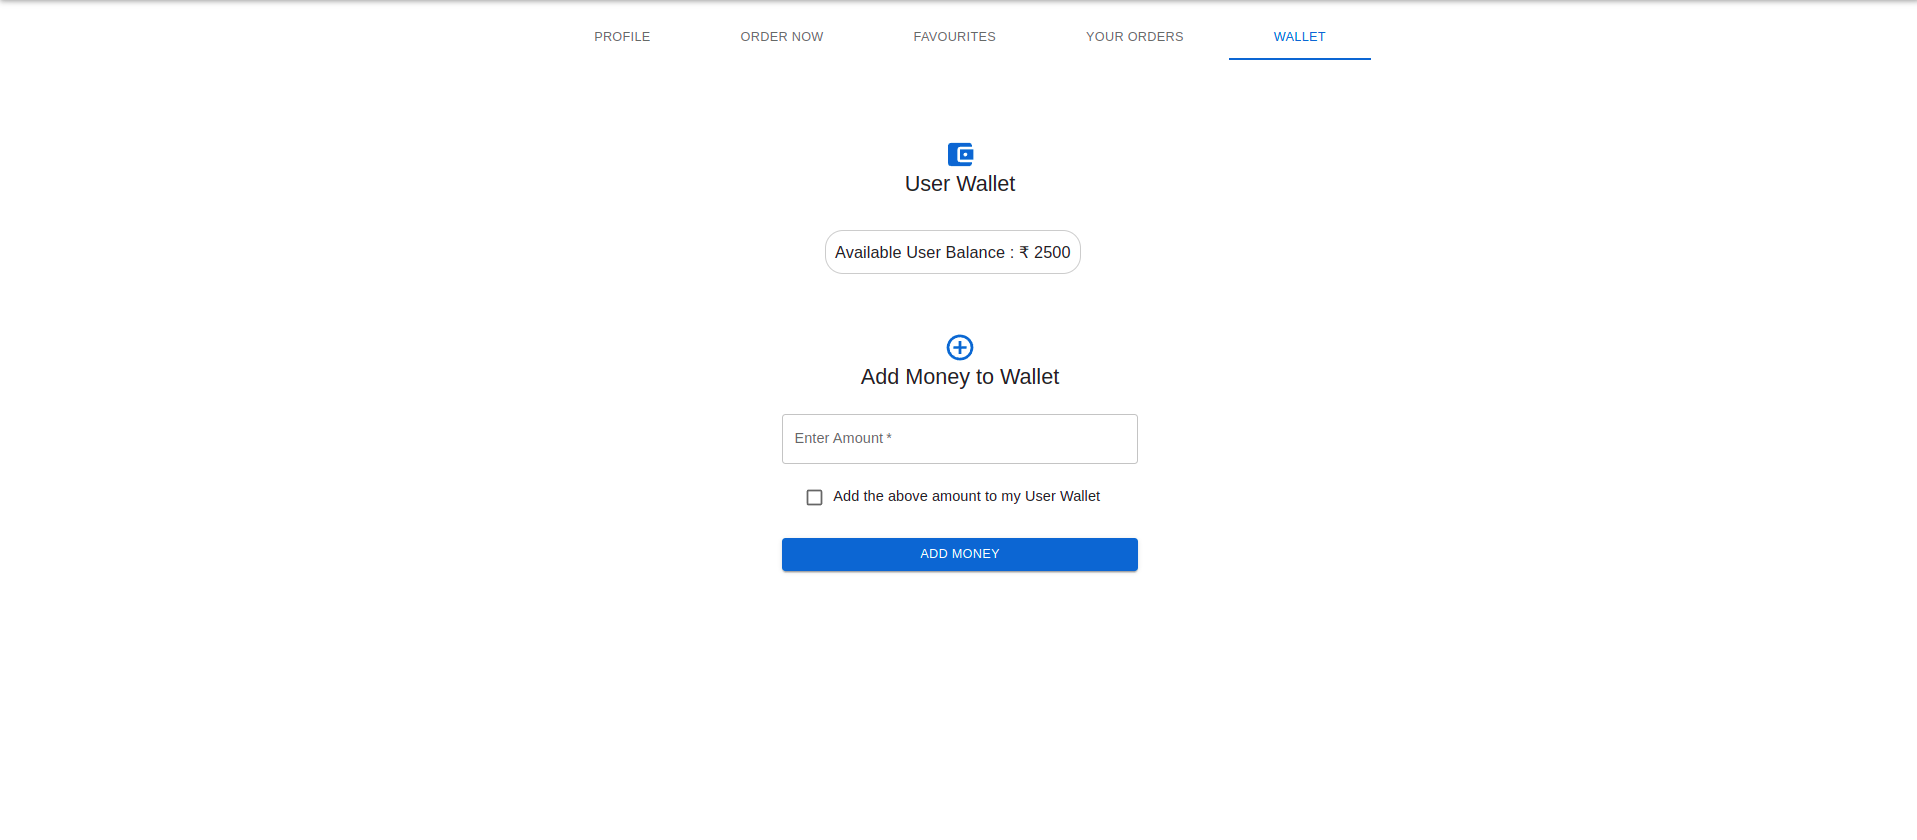 PROFILE ORDER NOW FAVOURITES YOUR ORDERS WALLET
User Wallet
Available User Balance : ₹ 2500
Add Money to Wallet
Enter Amount *
Add the above amount to my User Wallet
ADD MONEY